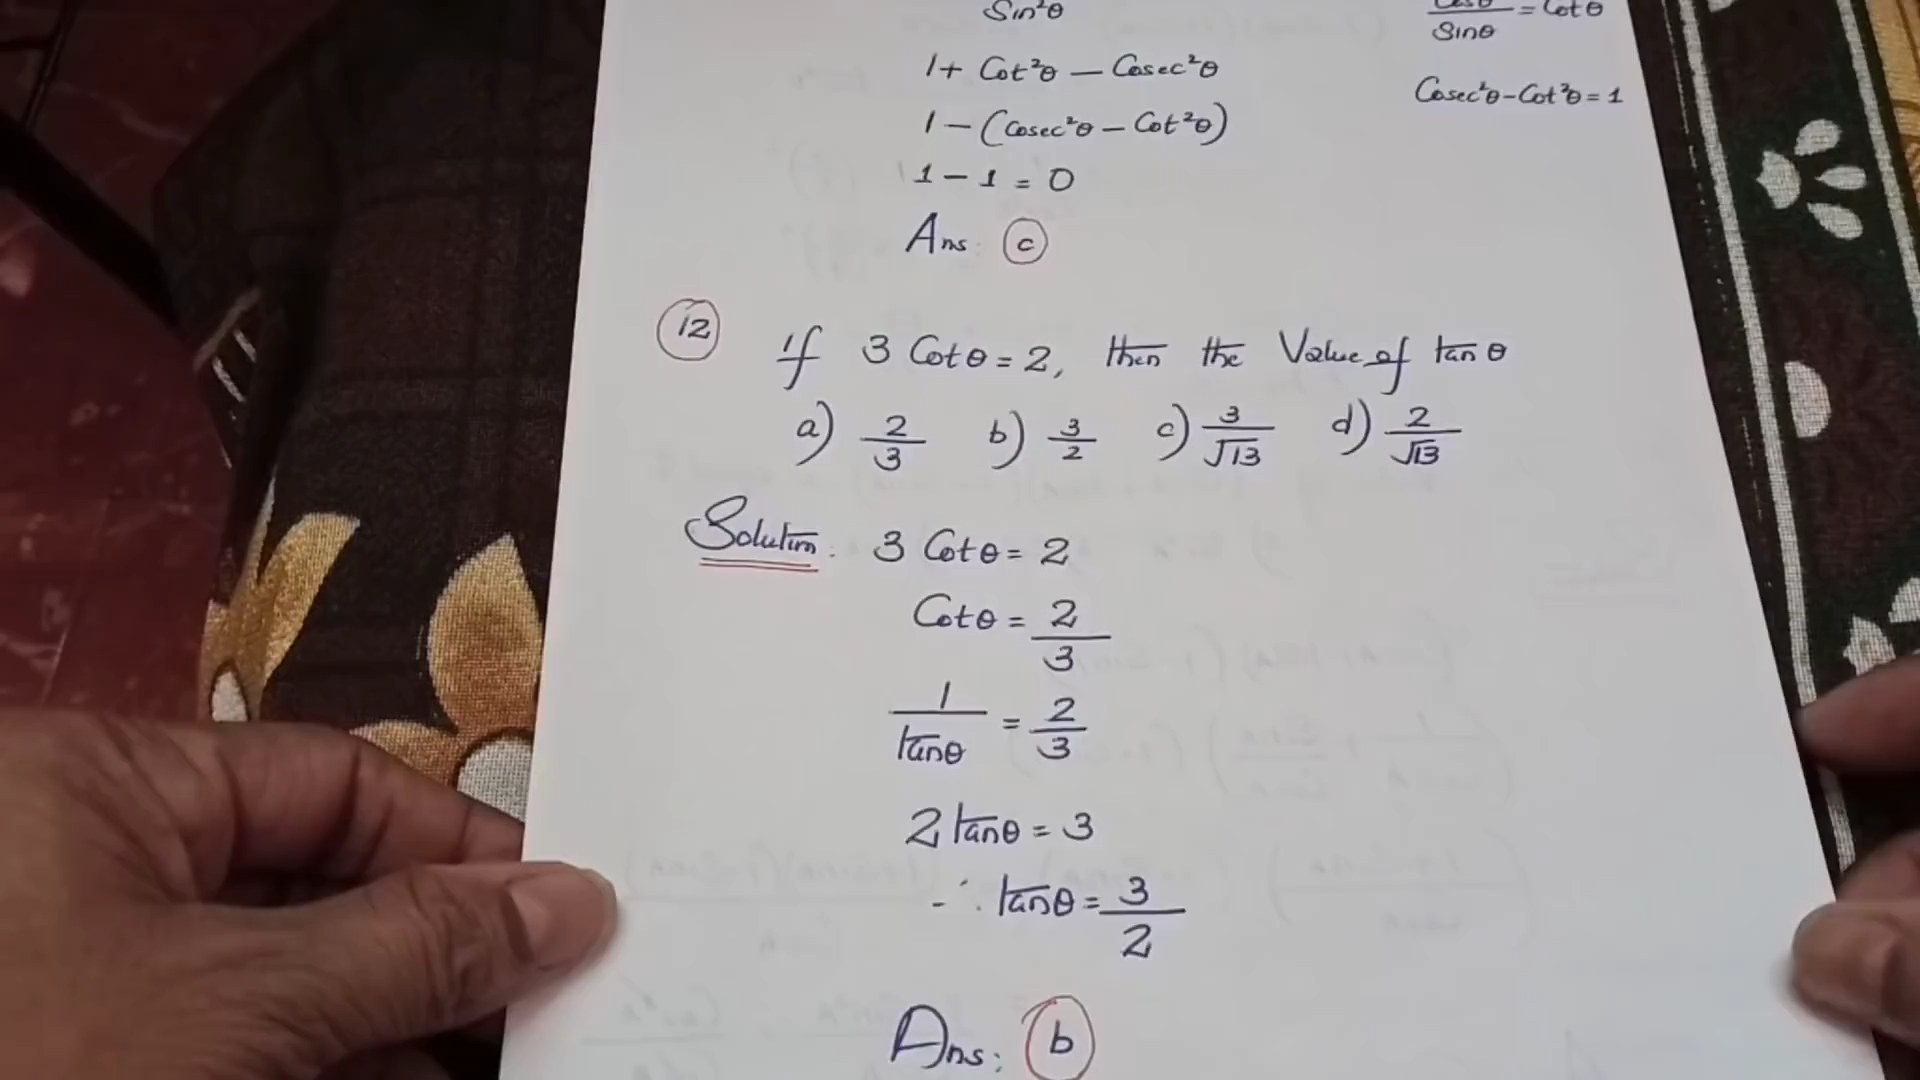 Sin²θ
Cosθ/Sinθ = Cotθ
1 + Cot²θ — Cosec²θ
Cosec²θ - Cot²θ = 1
1 — (Cosec²θ — Cot²θ)
1 — 1 = 0
Ans: (c)
(12) If 3 Cotθ = 2, then the Value of tanθ
a) 2/3 b) 3/2 c) 3/√13 d) 2/√13
Solution: 3 Cotθ = 2
Cotθ = 2/3
1/tanθ = 2/3
2 tanθ = 3
∴ tanθ = 3/2
Ans: (b)